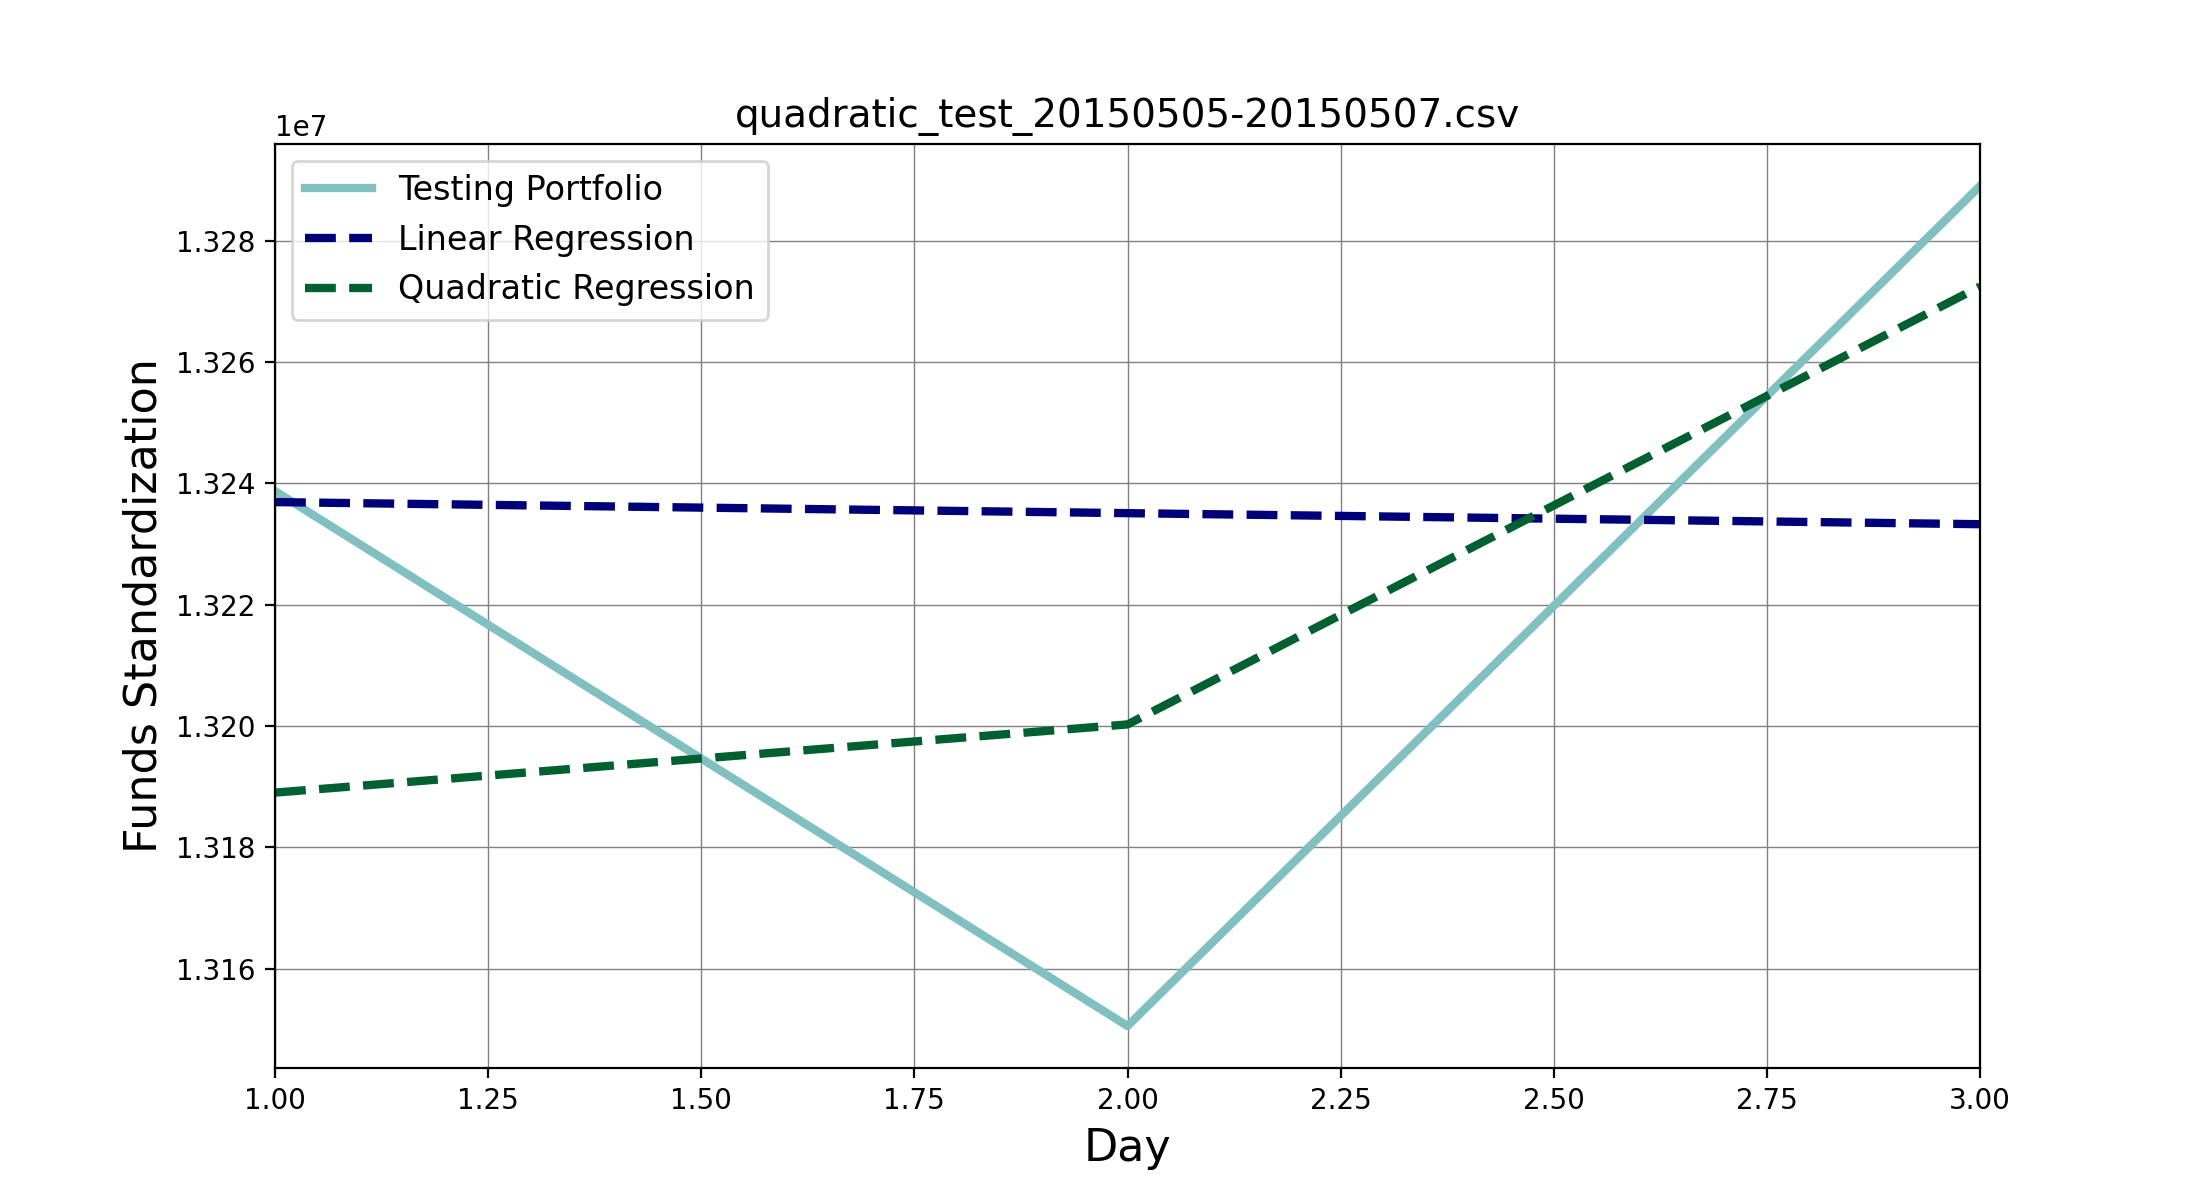 quadratic_test_20150505-20150507.csv
1e7
Testing Portfolio
Linear Regression
Quadratic Regression
Funds Standardization
1.328
1.326
1.324
1.322
1.320
1.318
1.316
1.00 1.25 1.50 1.75 2.00 2.25 2.50 2.75 3.00
Day